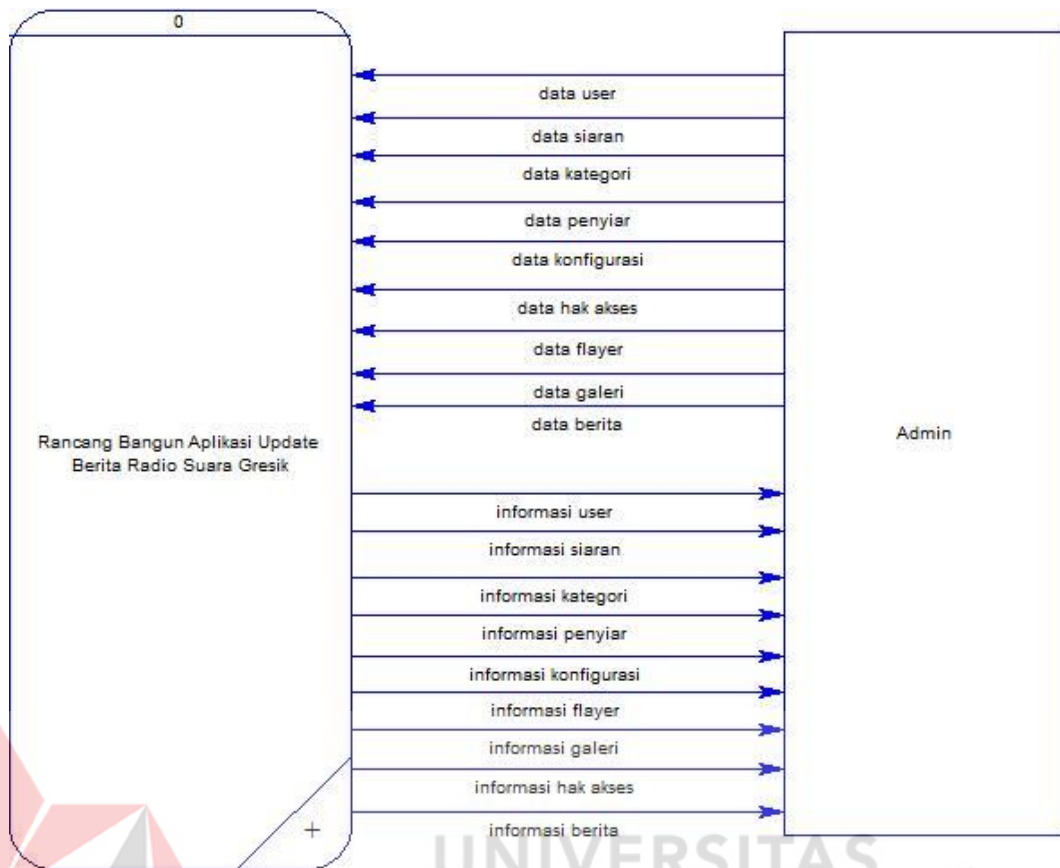 0
data user
data siaran
data kategori
data penyiar
data konfigurasi
data hak akses
data flayer
data galeri
data berita
Rancang Bangun Aplikasi Update
Berita Radio Suara Gresik
Admin
informasi user
informasi siaran
informasi kategori
informasi penyiar
informasi konfigurasi
informasi flayer
informasi galeri
informasi hak akses
informasi berita
+
UNIVERSITAS